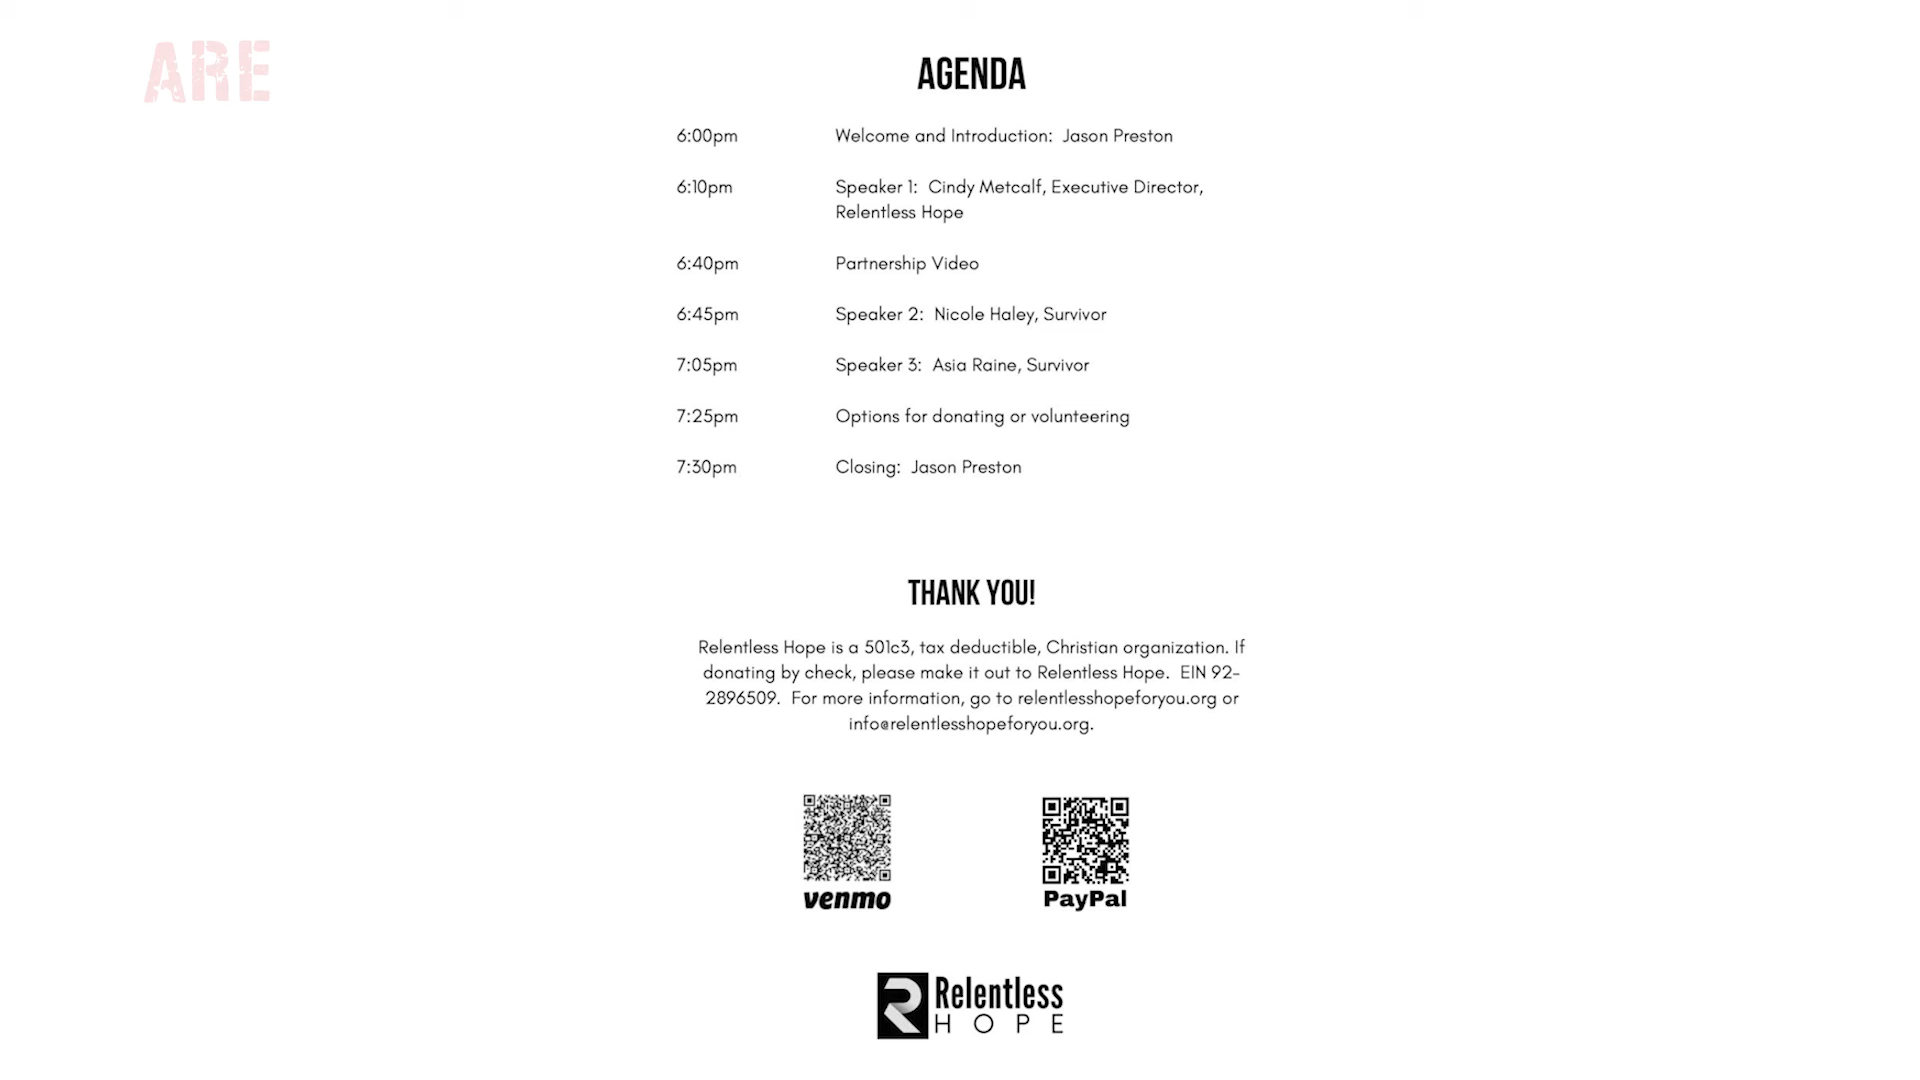 ARE
AGENDA
6:00pm Welcome and Introduction: Jason Preston
6:10pm Speaker 1: Cindy Metcalf, Executive Director,
Relentless Hope
6:40pm Partnership Video
6:45pm Speaker 2: Nicole Haley, Survivor
7:05pm Speaker 3: Asia Raine, Survivor
7:25pm Options for donating or volunteering
7:30pm Closing: Jason Preston
THANK YOU!
Relentless Hope is a 501c3, tax deductible, Christian organization. If
donating by check, please make it out to Relentless Hope. EIN 92-
2896509. For more information, go to relentlesshopeforyou.org or
info@relentlesshopeforyou.org.
venmo PayPal
Relentless
HOPE